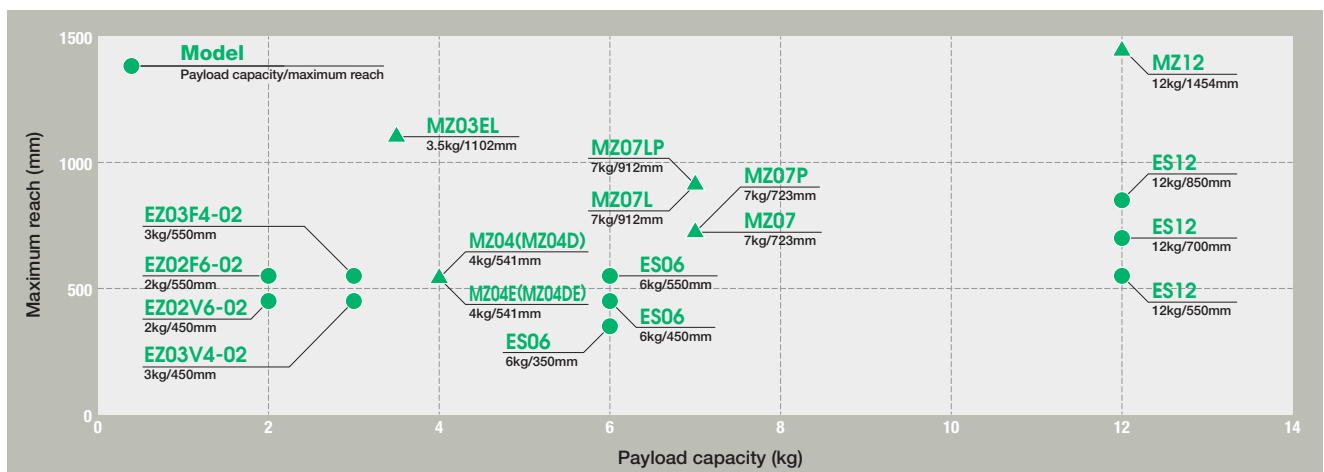 Maximum reach (mm)
1500
1000
500
0
Model
Payload capacity/maximum reach
MZ12
12kg/1454mm
MZ03EL
3.5kg/1102mm
MZ07LP
7kg/912mm
MZ07L
7kg/912mm
MZ07P
7kg/723mm
MZ07
7kg/723mm
ES12
12kg/850mm
ES12
12kg/700mm
ES12
12kg/550mm
EZ03F4-02
3kg/550mm
EZ02F6-02
2kg/550mm
EZ02V6-02
2kg/450mm
EZ03V4-02
3kg/450mm
MZ04(MZ04D)
4kg/541mm
MZ04E(MZ04DE)
4kg/541mm
ES06
6kg/550mm
ES06
6kg/450mm
ES06
6kg/350mm
0 2 4 6 8 10 12 14
Payload capacity (kg)